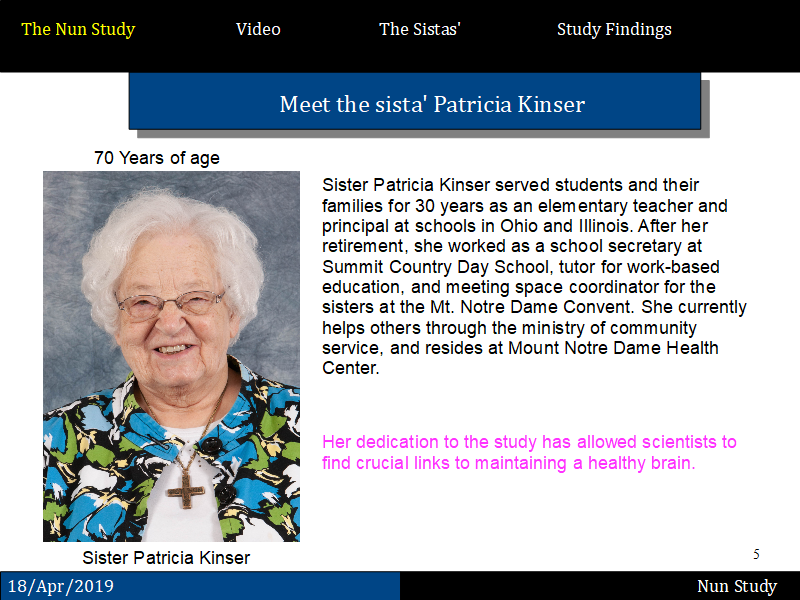 The Nun Study
Video
The Sistas'
Study Findings
Meet the sista' Patricia Kinser
70 Years of age
Sister Patricia Kinser served students and their
families for 30 years as an elementary teacher and
principal at schools in Ohio and Illinois. After her
retirement, she worked as a school secretary at
Summit Country Day School, tutor for work-based
education, and meeting space coordinator for the
sisters at the Mt. Notre Dame Convent. She currently
helps others through the ministry of community
service, and resides at Mount Notre Dame Health
Center.
Her dedication to the study has allowed scientists to
find crucial links to maintaining a healthy brain.
Sister Patricia Kinser
5
18/Apr/2019
Nun Study